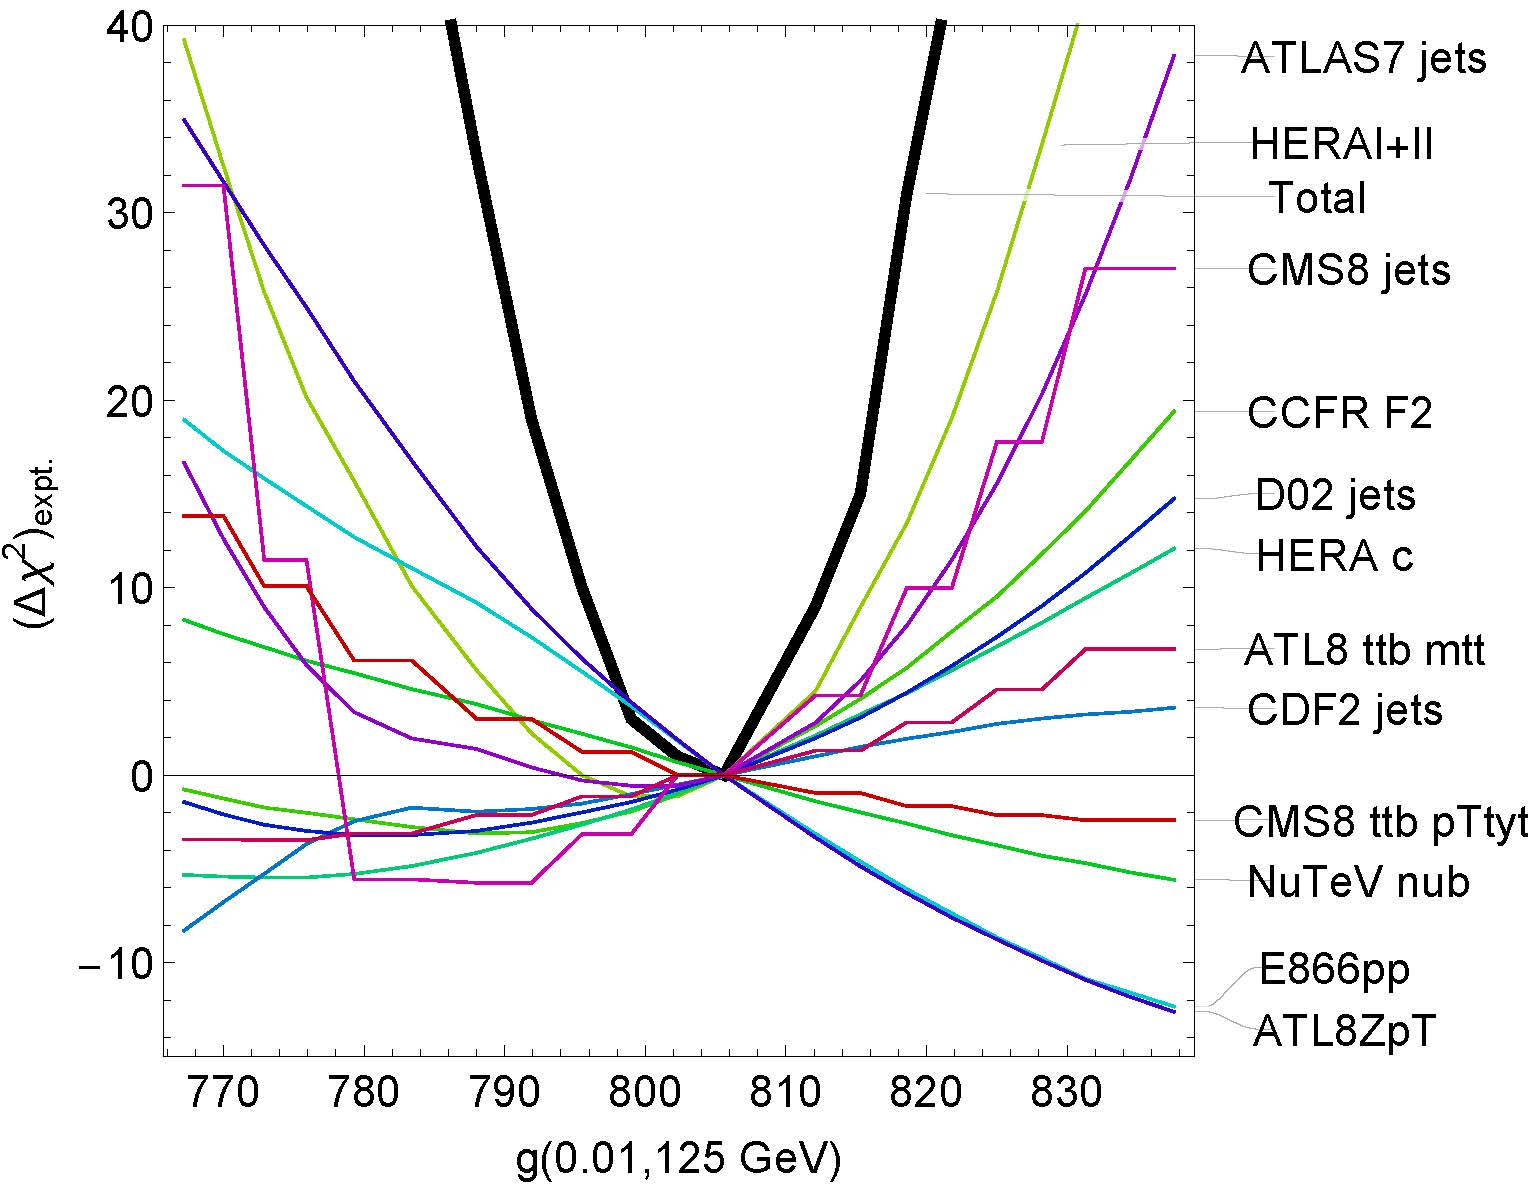 40
30
20
10
0
−10
(Δχ²)expt.
770 780 790 800 810 820 830
g(0.01,125 GeV)
ATLAS7 jets
HERAI+II
Total
CMS8 jets
CCFR F2
D02 jets
HERA c
ATL8 ttb mtt
CDF2 jets
CMS8 ttb pTtyt
NuTeV nub
E866pp
ATL8ZpT